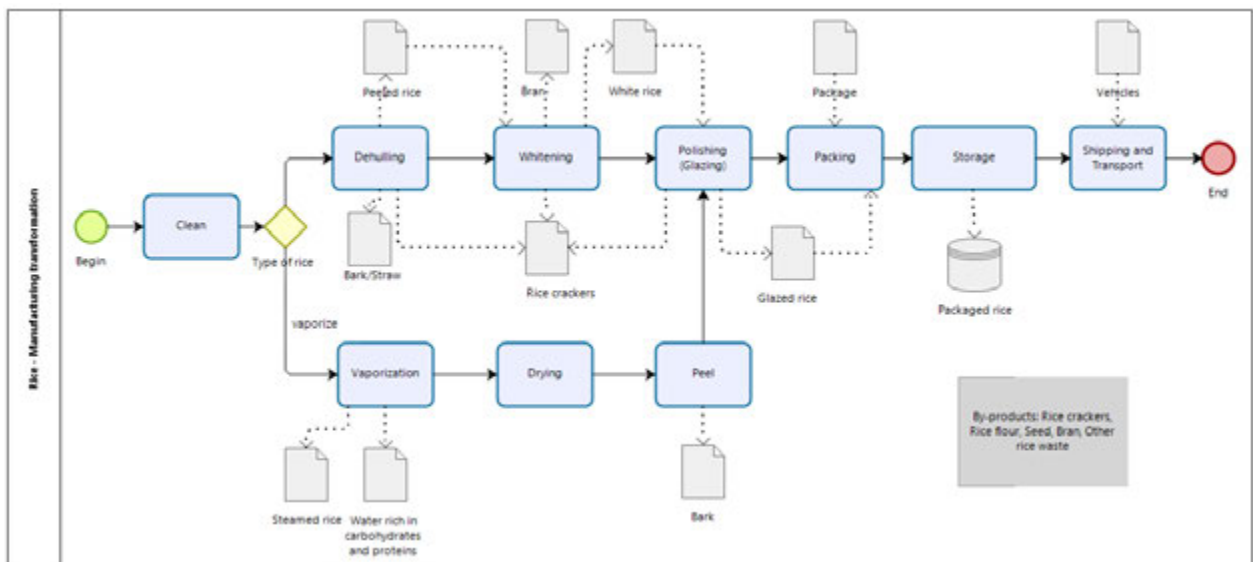 Rice - Manufacturing transformation
Peeled rice
Bran
White rice
Package
Vehicles
Dehulling
Whitening
Polishing
(Glazing)
Packing
Storage
Shipping and
Transport
End
Clean
Begin
Type of rice
Bark/Straw
Rice crackers
Glazed rice
Packaged rice
vaporize
Vaporization
Drying
Peel
By-products: Rice crackers,
Rice flour, Seed, Bran, Other
rice waste
Steamed rice
Water rich in
carbohydrates
and proteins
Bark